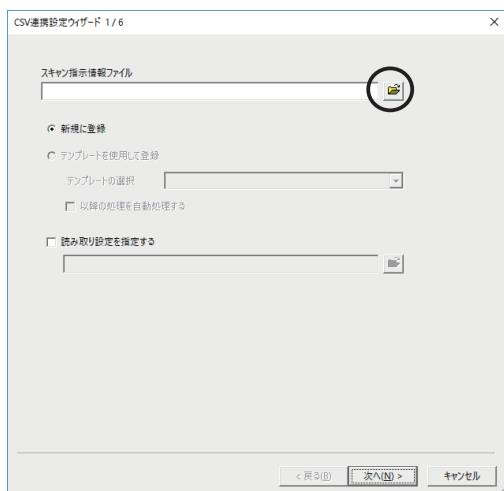 CSV連携設定ウィザード 1 / 6
スキャン指示情報ファイル
新規に登録
テンプレートを使用して登録
テンプレートの選択
以降の処理を自動処理する
読み取り設定を指定する
< 戻る(B)
次へ(N) >
キャンセル